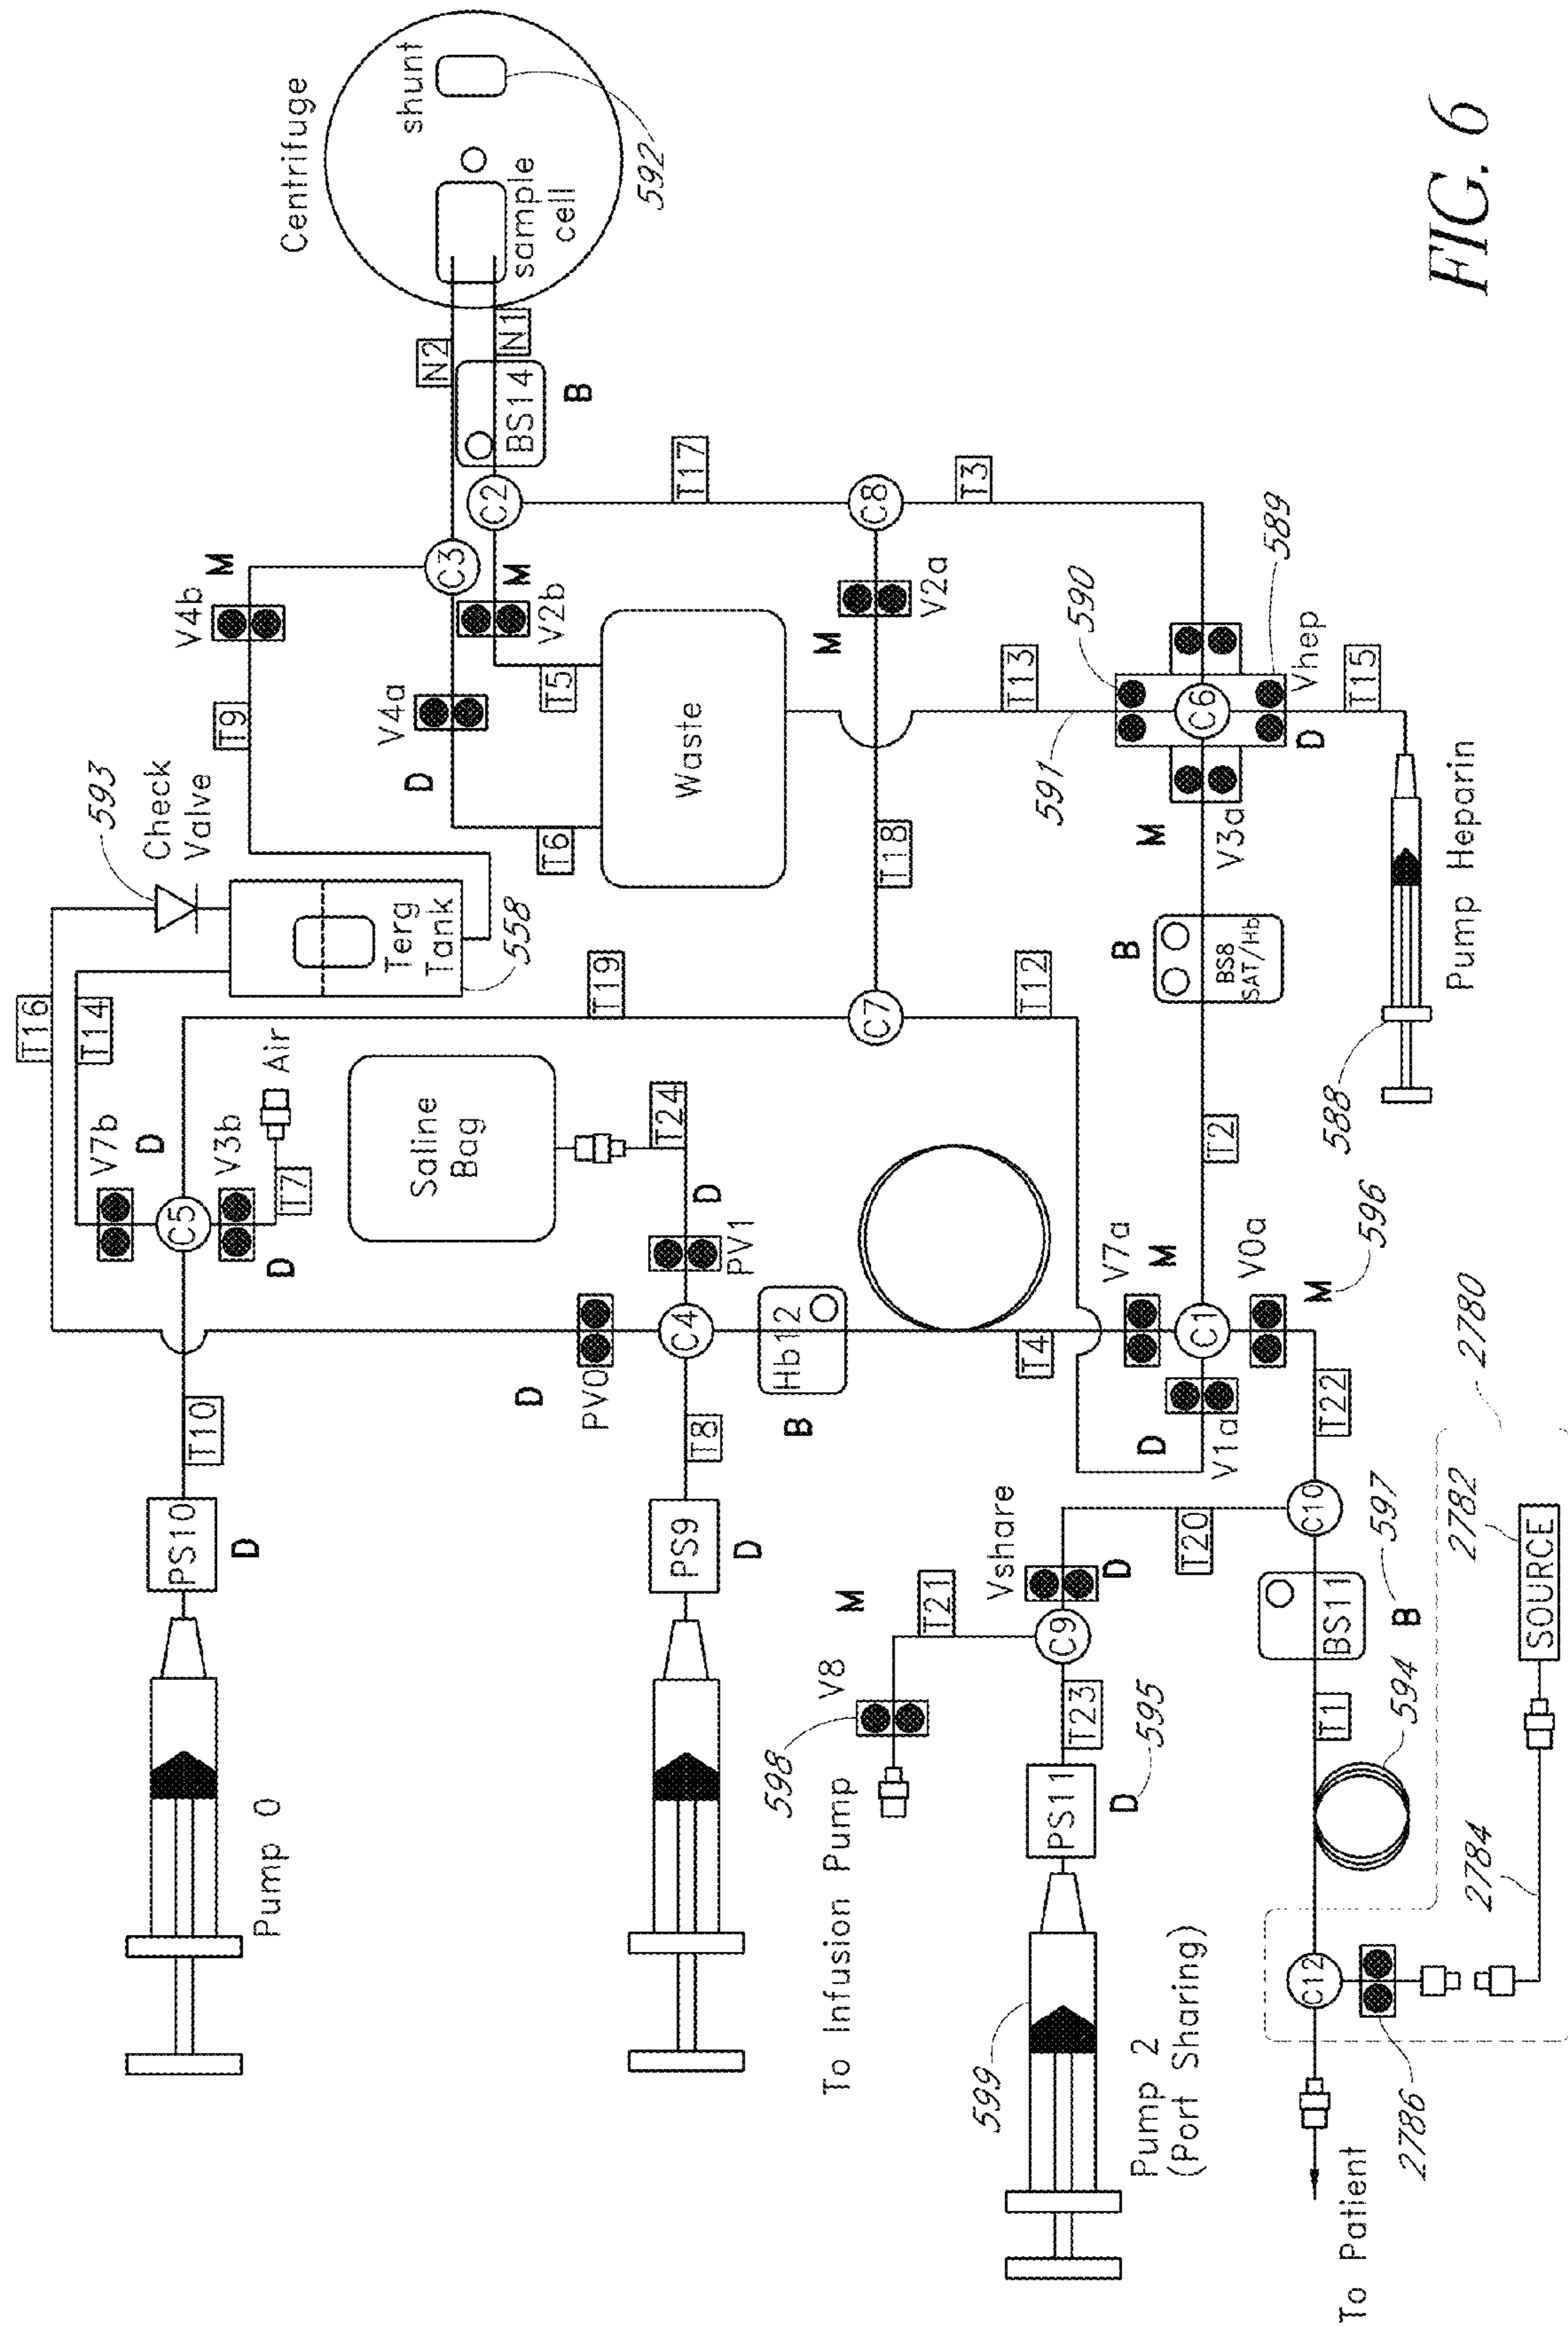 Centrifuge
shunt
sample
cell
592
N2
N1
BS14
B
C2
C3
M
V4b
T9
V4a
D
M
V2b
T5
T6
Waste
T17
C8
T3
V2a
M
T18
T13
591
590
589
Vhep
C6
D
T15
M
V3a
B
BS8
SAT/Hb
Pump Heparin
588
593
Check
Valve
Terg
Tank
558
T16
T14
V7b
D
C5
V3b
D
T7
Air
T19
C7
T12
Saline
Bag
T24
D
PV1
PV0
D
C4
Hb12
B
T4
T2
V7a
M
C1
V0a
M
596
V1a
D
T22
T10
PS10
D
Pump 0
T8
PS9
D
To Infusion Pump
598
V8
M
T21
Vshare
D
C9
T20
C10
T23
PS11
D
595
599
Pump 2
(Port Sharing)
BS11
B
597
T1
594
C12
2786
2784
2782
2780
SOURCE
To Patient
FIG. 6